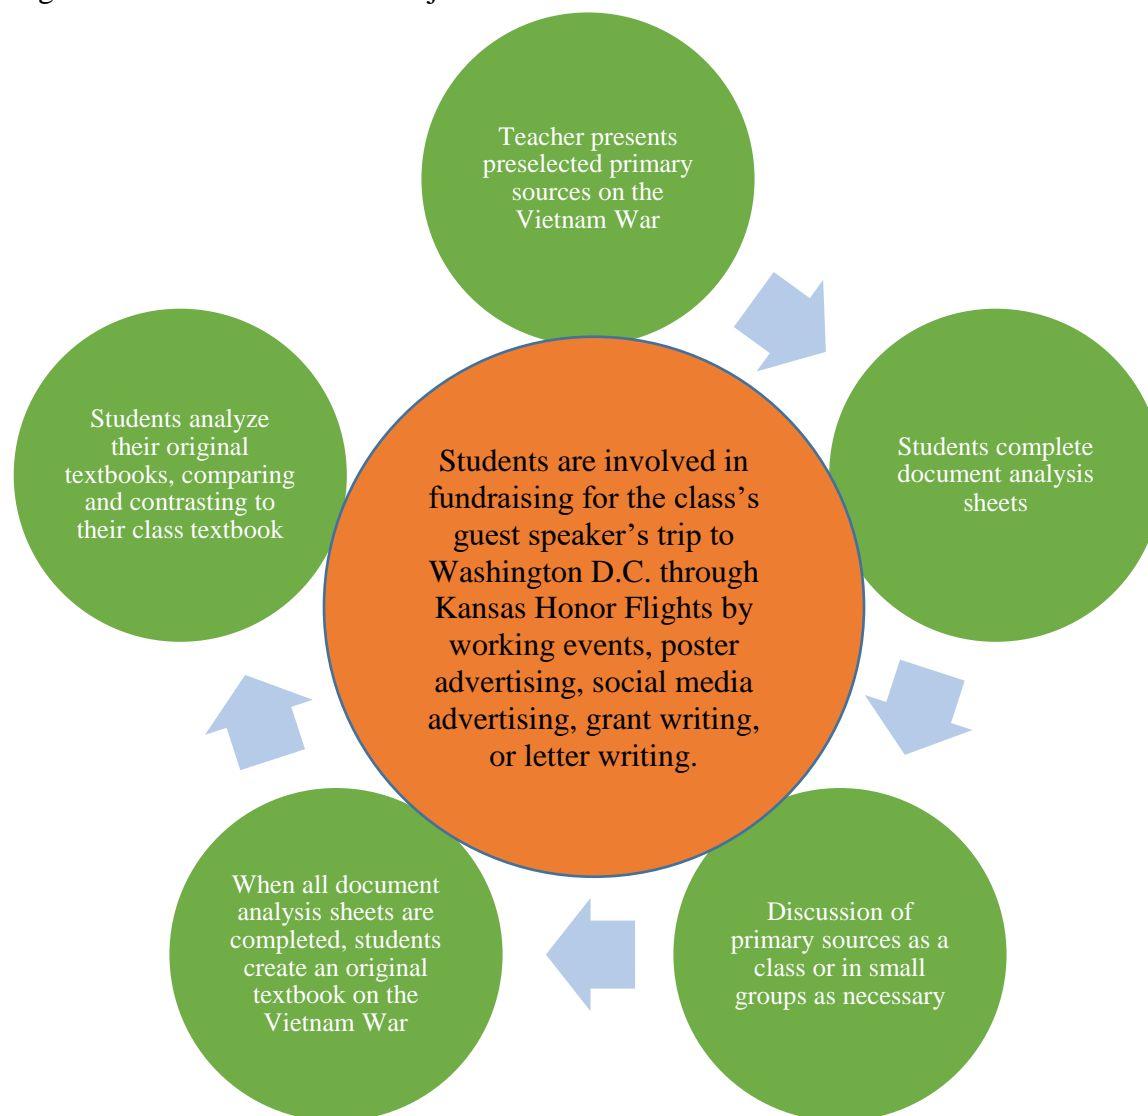 Teacher presents
preselected primary
sources on the
Vietnam War
Students complete
document analysis
sheets
Discussion of
primary sources as a
class or in small
groups as necessary
When all document
analysis sheets are
completed, students
create an original
textbook on the
Vietnam War
Students analyze
their original
textbooks, comparing
and contrasting to
their class textbook
Students are involved in
fundraising for the class’s
guest speaker’s trip to
Washington D.C. through
Kansas Honor Flights by
working events, poster
advertising, social media
advertising, grant writing,
or letter writing.